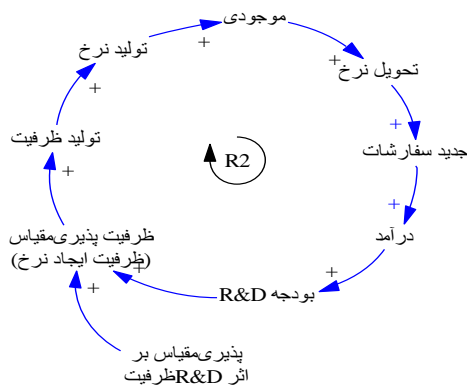 موجودی
تولید نرخ
تحویل نرخ
تولید ظرفیت
جدید سفارشات
R2
ظرفیت پذیری‌مقیاس
(ظرفیت ایجاد نرخ)
درآمد
بودجه R&D
پذیری‌مقیاس بر
اثر R&Dظرفیت
+
+
+
+
+
+
+
+
+
+